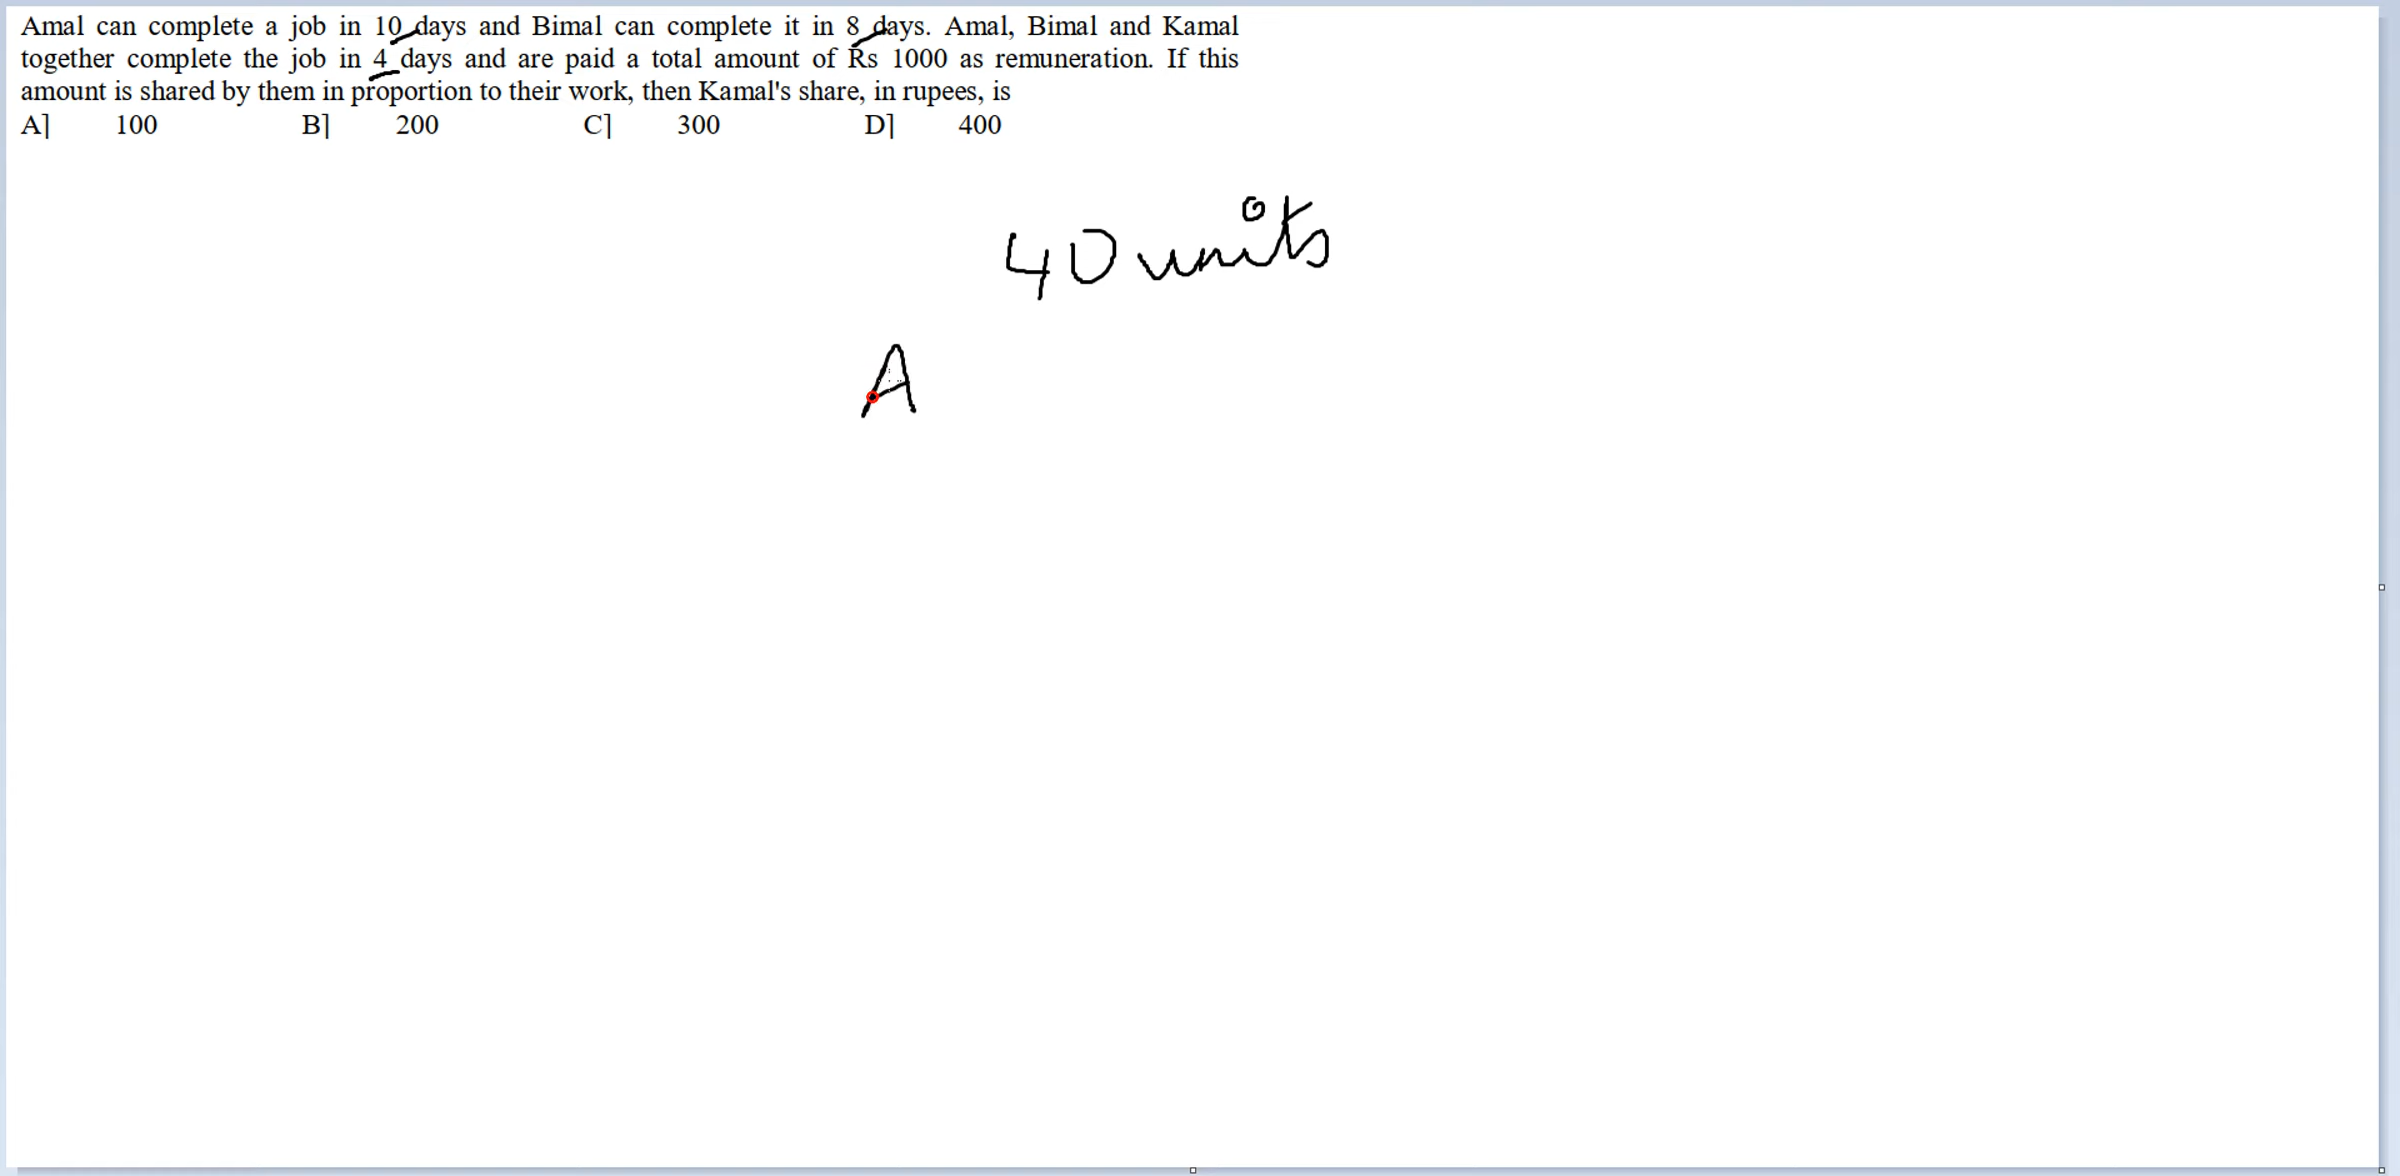 Amal can complete a job in 10 days and Bimal can complete it in 8 days. Amal, Bimal and Kamal
together complete the job in 4 days and are paid a total amount of Rs 1000 as remuneration. If this
amount is shared by them in proportion to their work, then Kamal's share, in rupees, is
A] 100 B] 200 C] 300 D] 400
40 units
A